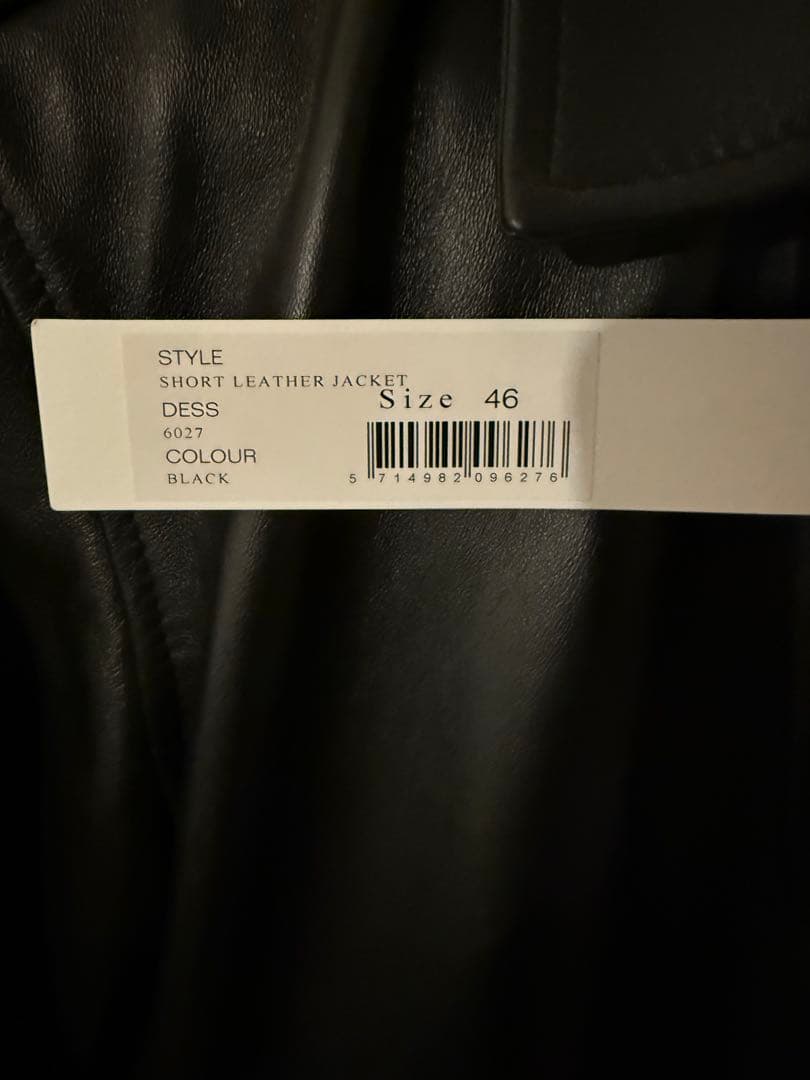 STYLE
SHORT LEATHER JACKET
Size 46
DESS
6027
COLOUR
BLACK
5 714982 096276